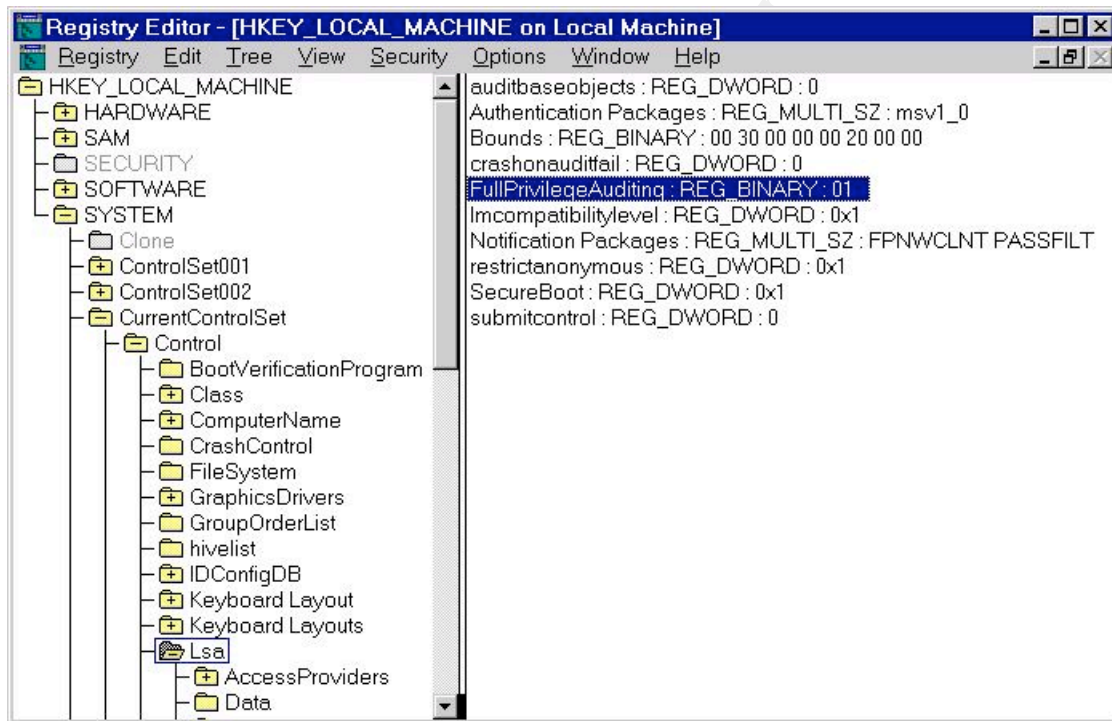 Registry Editor - [HKEY_LOCAL_MACHINE on Local Machine]
Registry Edit Tree View Security Options Window Help
HKEY_LOCAL_MACHINE
HARDWARE
SAM
SECURITY
SOFTWARE
SYSTEM
Clone
ControlSet001
ControlSet002
CurrentControlSet
Control
BootVerificationProgram
Class
ComputerName
CrashControl
FileSystem
GraphicsDrivers
GroupOrderList
hivelist
IDConfigDB
Keyboard Layout
Keyboard Layouts
Lsa
AccessProviders
Data
auditbaseobjects : REG_DWORD : 0
Authentication Packages : REG_MULTI_SZ : msv1_0
Bounds : REG_BINARY : 00 30 00 00 00 20 00 00
crashonauditfail : REG_DWORD : 0
FullPrivilegeAuditing : REG_BINARY : 01
lmcompatibilitylevel : REG_DWORD : 0x1
Notification Packages : REG_MULTI_SZ : FPNWCLNT PASSFILT
restrictanonymous : REG_DWORD : 0x1
SecureBoot : REG_DWORD : 0x1
submitcontrol : REG_DWORD : 0